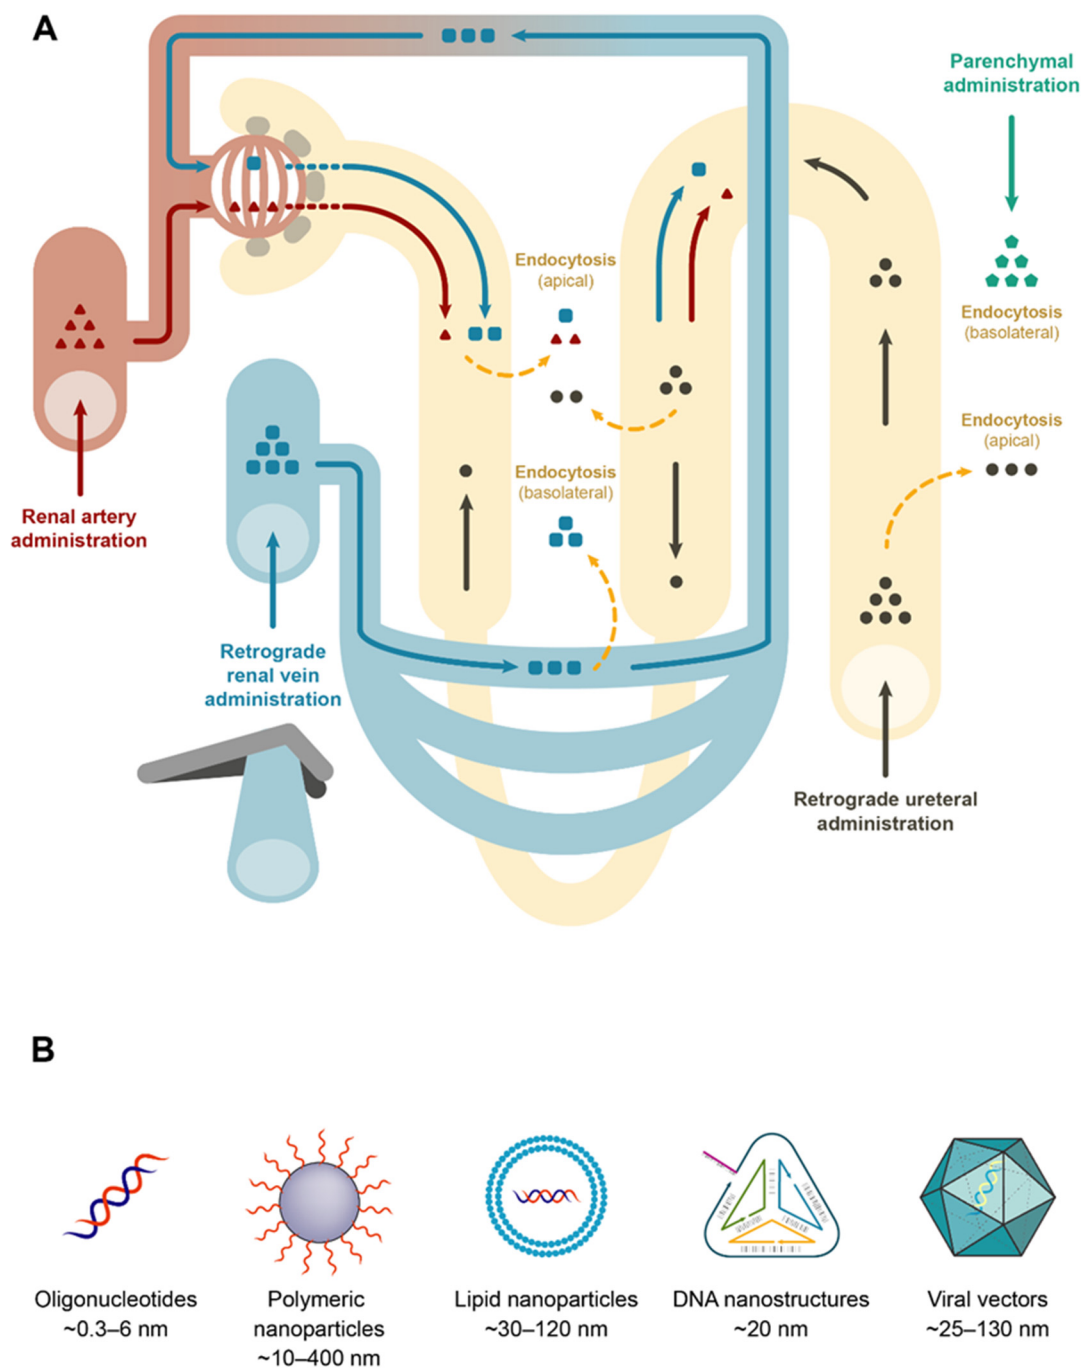 A
Parenchymal
administration
Endocytosis
(apical)
Endocytosis
(basolateral)
Endocytosis
(apical)
Endocytosis
(basolateral)
Renal artery
administration
Retrograde
renal vein
administration
Retrograde ureteral
administration
B
Oligonucleotides
~0.3–6 nm
Polymeric
nanoparticles
~10–400 nm
Lipid nanoparticles
~30–120 nm
DNA nanostructures
~20 nm
Viral vectors
~25–130 nm